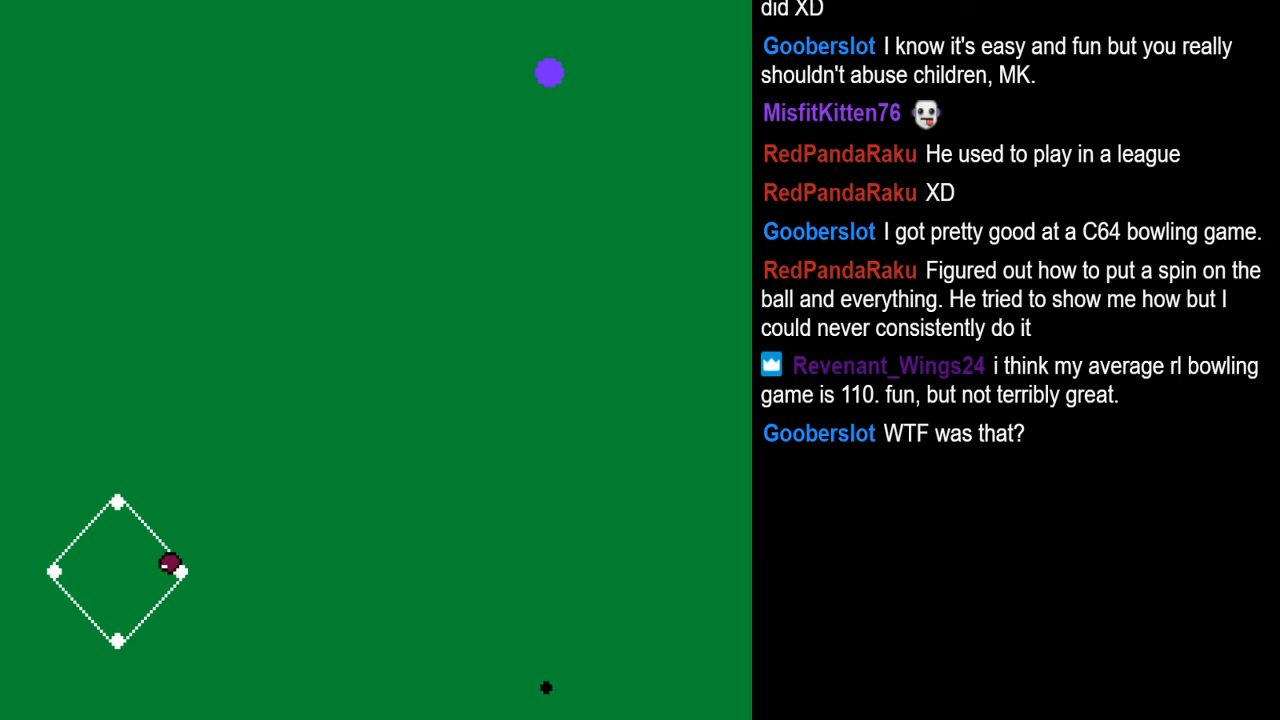 did XD
Gooberslot I know it's easy and fun but you really
shouldn't abuse children, MK.
MisfitKitten76
RedPandaRaku He used to play in a league
RedPandaRaku XD
Gooberslot I got pretty good at a C64 bowling game.
RedPandaRaku Figured out how to put a spin on the
ball and everything. He tried to show me how but I
could never consistently do it
Revenant_Wings24 i think my average rl bowling
game is 110. fun, but not terribly great.
Gooberslot WTF was that?